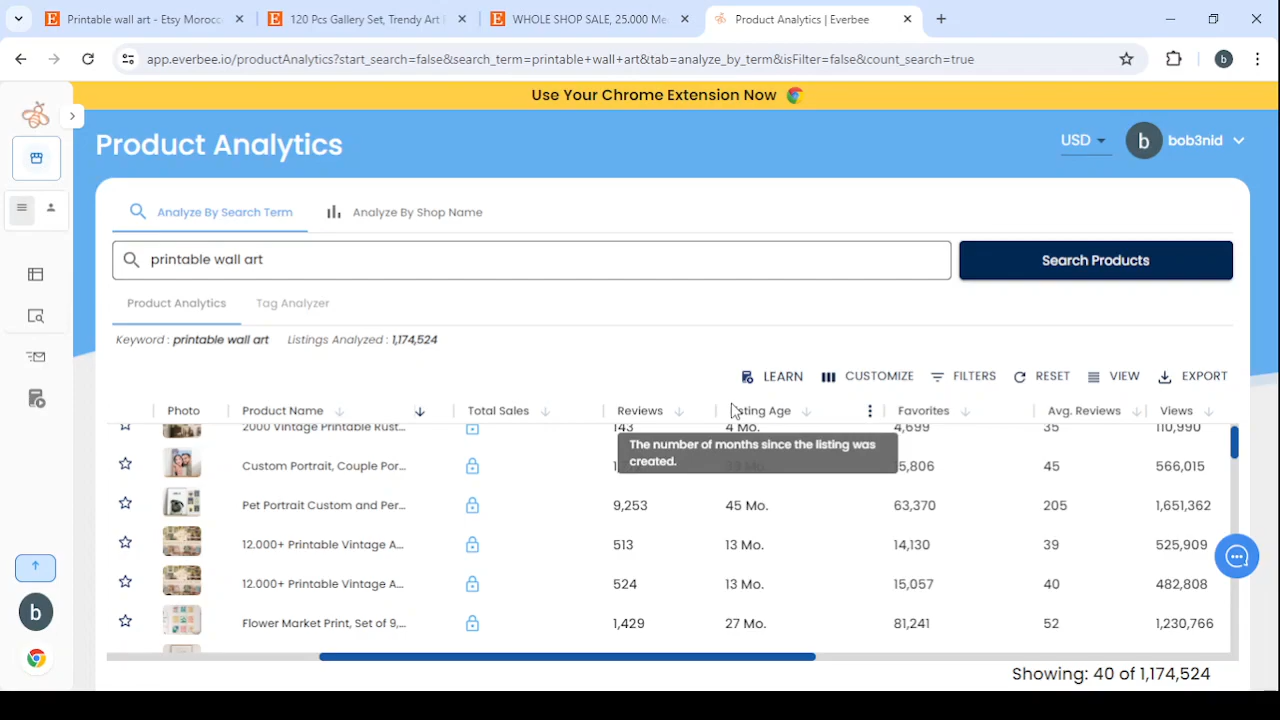 Printable wall art - Etsy Morocc
120 Pcs Gallery Set, Trendy Art
WHOLE SHOP SALE, 25.000 Me
Product Analytics | Everbee
app.everbee.io/productAnalytics?start_search=false&search_term=printable+wall+art&tab=analyze_by_term&isFilter=false&count_search=true
b
Use Your Chrome Extension Now
Product Analytics
USD
b
bob3nid
Analyze By Search Term
Analyze By Shop Name
printable wall art
Search Products
Product Analytics
Tag Analyzer
Keyword : printable wall art Listings Analyzed : 1,174,524
LEARN CUSTOMIZE FILTERS RESET VIEW EXPORT
Photo Product Name Total Sales Reviews Listing Age Favorites Avg. Reviews Views
2000 Vintage Printable Rust... 143 4 Mo. 4,699 35 110,990
The number of months since the listing was
created.
Custom Portrait, Couple Por... 45 566,015
Pet Portrait Custom and Per... 9,253 45 Mo. 63,370 205 1,651,362
12.000+ Printable Vintage A... 513 13 Mo. 14,130 39 525,909
12.000+ Printable Vintage A... 524 13 Mo. 15,057 40 482,808
Flower Market Print, Set of 9,... 1,429 27 Mo. 81,241 52 1,230,766
b
Showing: 40 of 1,174,524